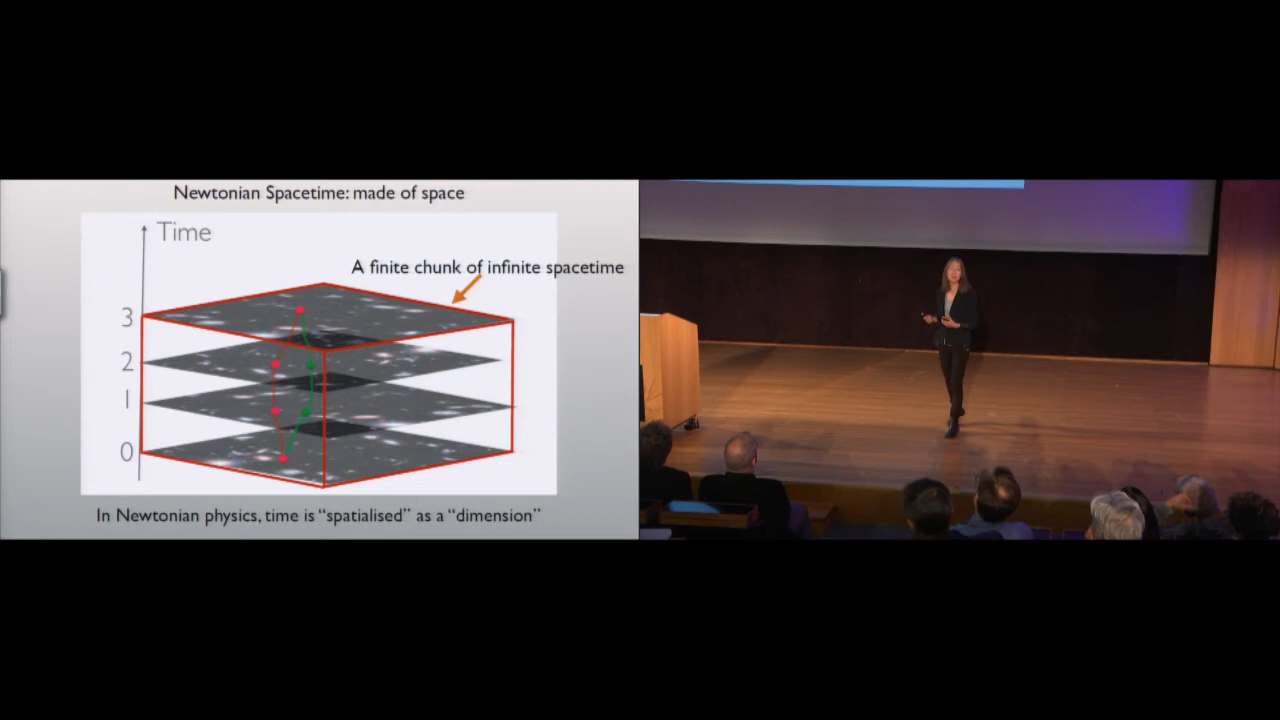 Newtonian Spacetime: made of space
Time
A finite chunk of infinite spacetime
3
2
1
0
In Newtonian physics, time is “spatialised” as a “dimension”